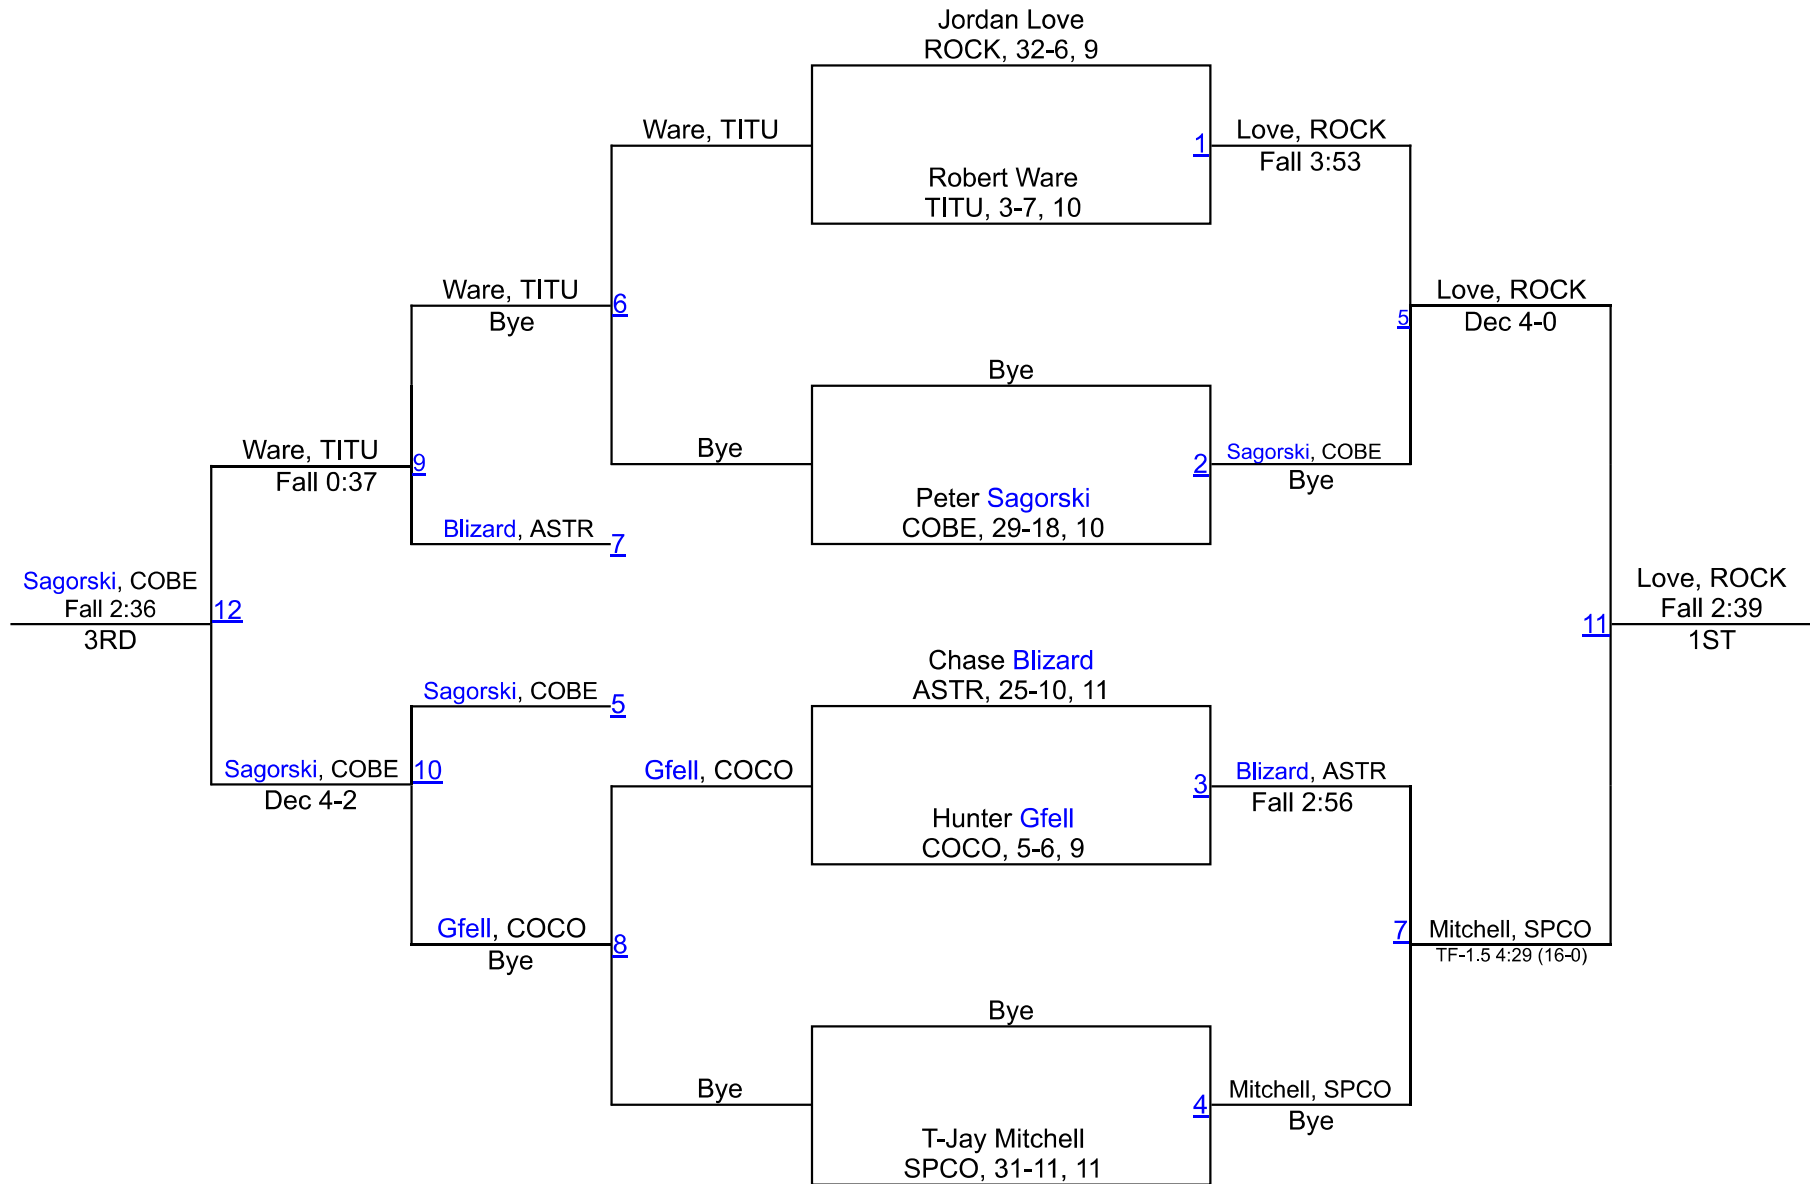 Jordan Love
ROCK, 32-6, 9
Ware, TITU
1
Love, ROCK
Fall 3:53
Robert Ware
TITU, 3-7, 10
Ware, TITU
Bye
6
Love, ROCK
Dec 4-0
5
Bye
Ware, TITU
Fall 0:37
9
Bye
2
Sagorski, COBE
Bye
Peter Sagorski
COBE, 29-18, 10
Blizard, ASTR
7
Sagorski, COBE
Fall 2:36
3RD
12
Love, ROCK
Fall 2:39
1ST
11
Chase Blizard
ASTR, 25-10, 11
Sagorski, COBE
5
Sagorski, COBE
Dec 4-2
10
Gfell, COCO
3
Blizard, ASTR
Fall 2:56
Hunter Gfell
COCO, 5-6, 9
Gfell, COCO
Bye
8
7
Mitchell, SPCO
TF-1.5 4:29 (16-0)
Bye
Bye
4
Mitchell, SPCO
Bye
T-Jay Mitchell
SPCO, 31-11, 11